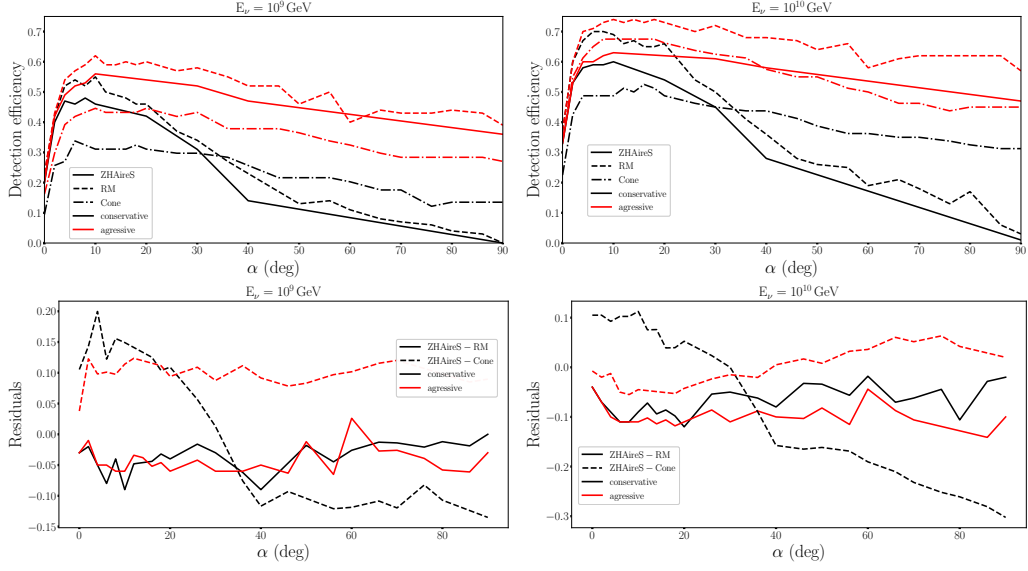 E_ν = 10^9 GeV
Detection efficiency
0.7
0.6
0.5
0.4
0.3
0.2
0.1
0.0
ZHAireS
RM
Cone
conservative
agressive
0 10 20 30 40 50 60 70 80 90
α (deg)
E_ν = 10^10 GeV
Detection efficiency
0.7
0.6
0.5
0.4
0.3
0.2
0.1
0.0
ZHAireS
RM
Cone
conservative
agressive
0 10 20 30 40 50 60 70 80 90
α (deg)
E_ν = 10^9 GeV
Residuals
0.20
0.15
0.10
0.05
0.00
−0.05
−0.10
−0.15
ZHAireS − RM
ZHAireS − Cone
conservative
agressive
0 20 40 60 80
α (deg)
E_ν = 10^10 GeV
Residuals
0.1
0.0
−0.1
−0.2
−0.3
ZHAireS − RM
ZHAireS − Cone
conservative
agressive
0 20 40 60 80
α (deg)